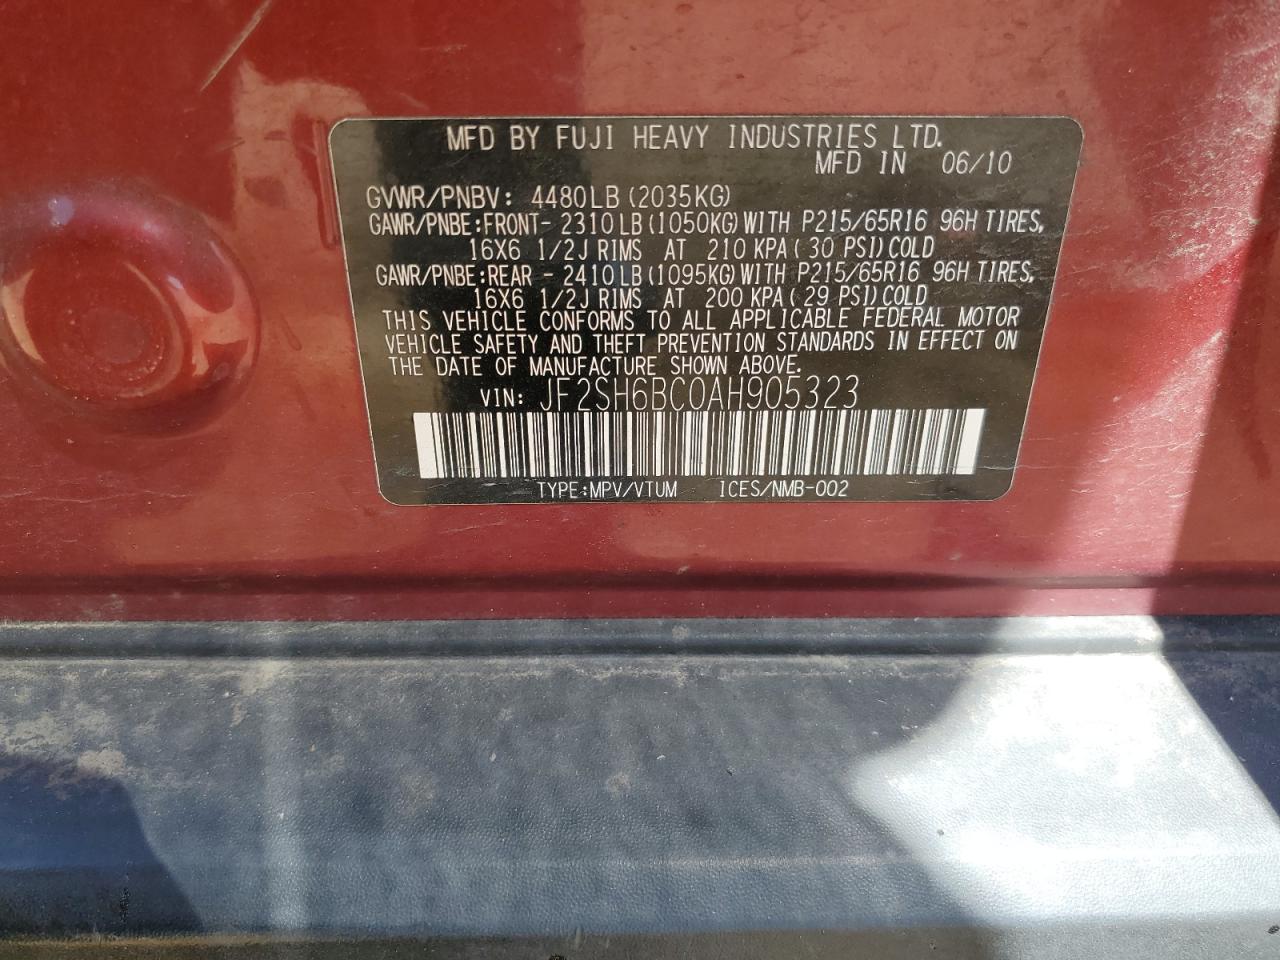 MFD BY FUJI HEAVY INDUSTRIES LTD.
MFD IN 06/10
GVWR/PNBV: 4480LB (2035KG)
GAWR/PNBE:FRONT- 2310LB (1050KG) WITH P215/65R16 96H TIRES,
16X6 1/2J RIMS AT 210 KPA ( 30 PSI) COLD
GAWR/PNBE:REAR - 2410LB (1095KG) WITH P215/65R16 96H TIRES,
16X6 1/2J RIMS AT 200 KPA ( 29 PSI) COLD
THIS VEHICLE CONFORMS TO ALL APPLICABLE FEDERAL MOTOR
VEHICLE SAFETY AND THEFT PREVENTION STANDARDS IN EFFECT ON
THE DATE OF MANUFACTURE SHOWN ABOVE.
VIN: JF2SH6BC0AH905323
TYPE:MPV/VTUM ICES/NMB-002